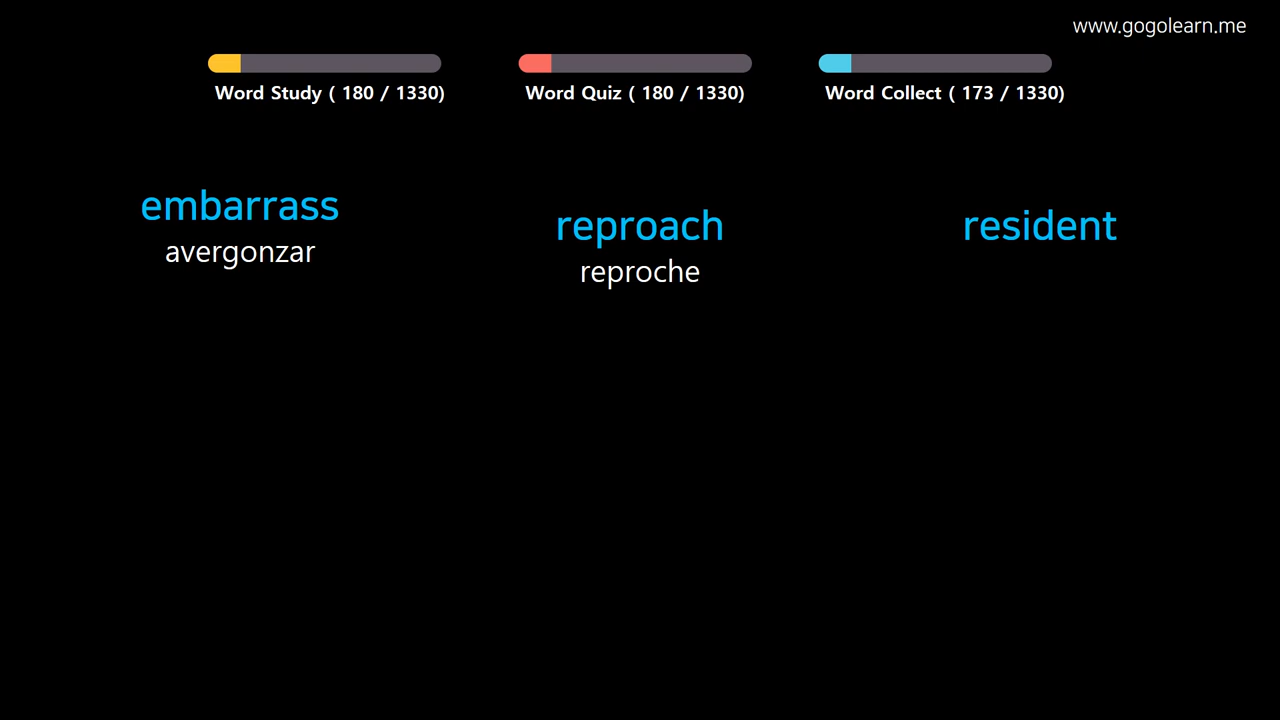 www.gogolearn.me
Word Study ( 180 / 1330)
Word Quiz ( 180 / 1330)
Word Collect ( 173 / 1330)
embarrass
avergonzar
reproach
reproche
resident